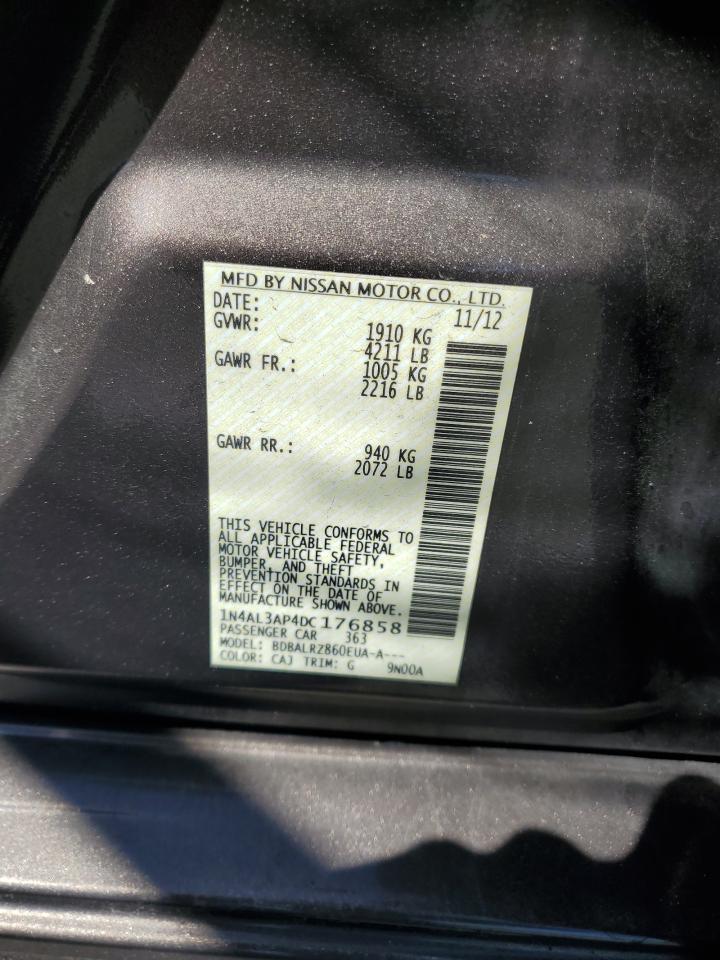 MFD BY NISSAN MOTOR CO., LTD.
DATE: 11/12
GVWR: 1910 KG
4211 LB
GAWR FR.: 1005 KG
2216 LB
GAWR RR.: 940 KG
2072 LB
THIS VEHICLE CONFORMS TO
ALL APPLICABLE FEDERAL
MOTOR VEHICLE SAFETY,
BUMPER, AND THEFT
PREVENTION STANDARDS IN
EFFECT ON THE DATE OF
MANUFACTURE SHOWN ABOVE.
1N4AL3AP4DC176858
PASSENGER CAR 363
MODEL: BDBALRZ860EUA-A---
COLOR: CAJ TRIM: G 9N00A